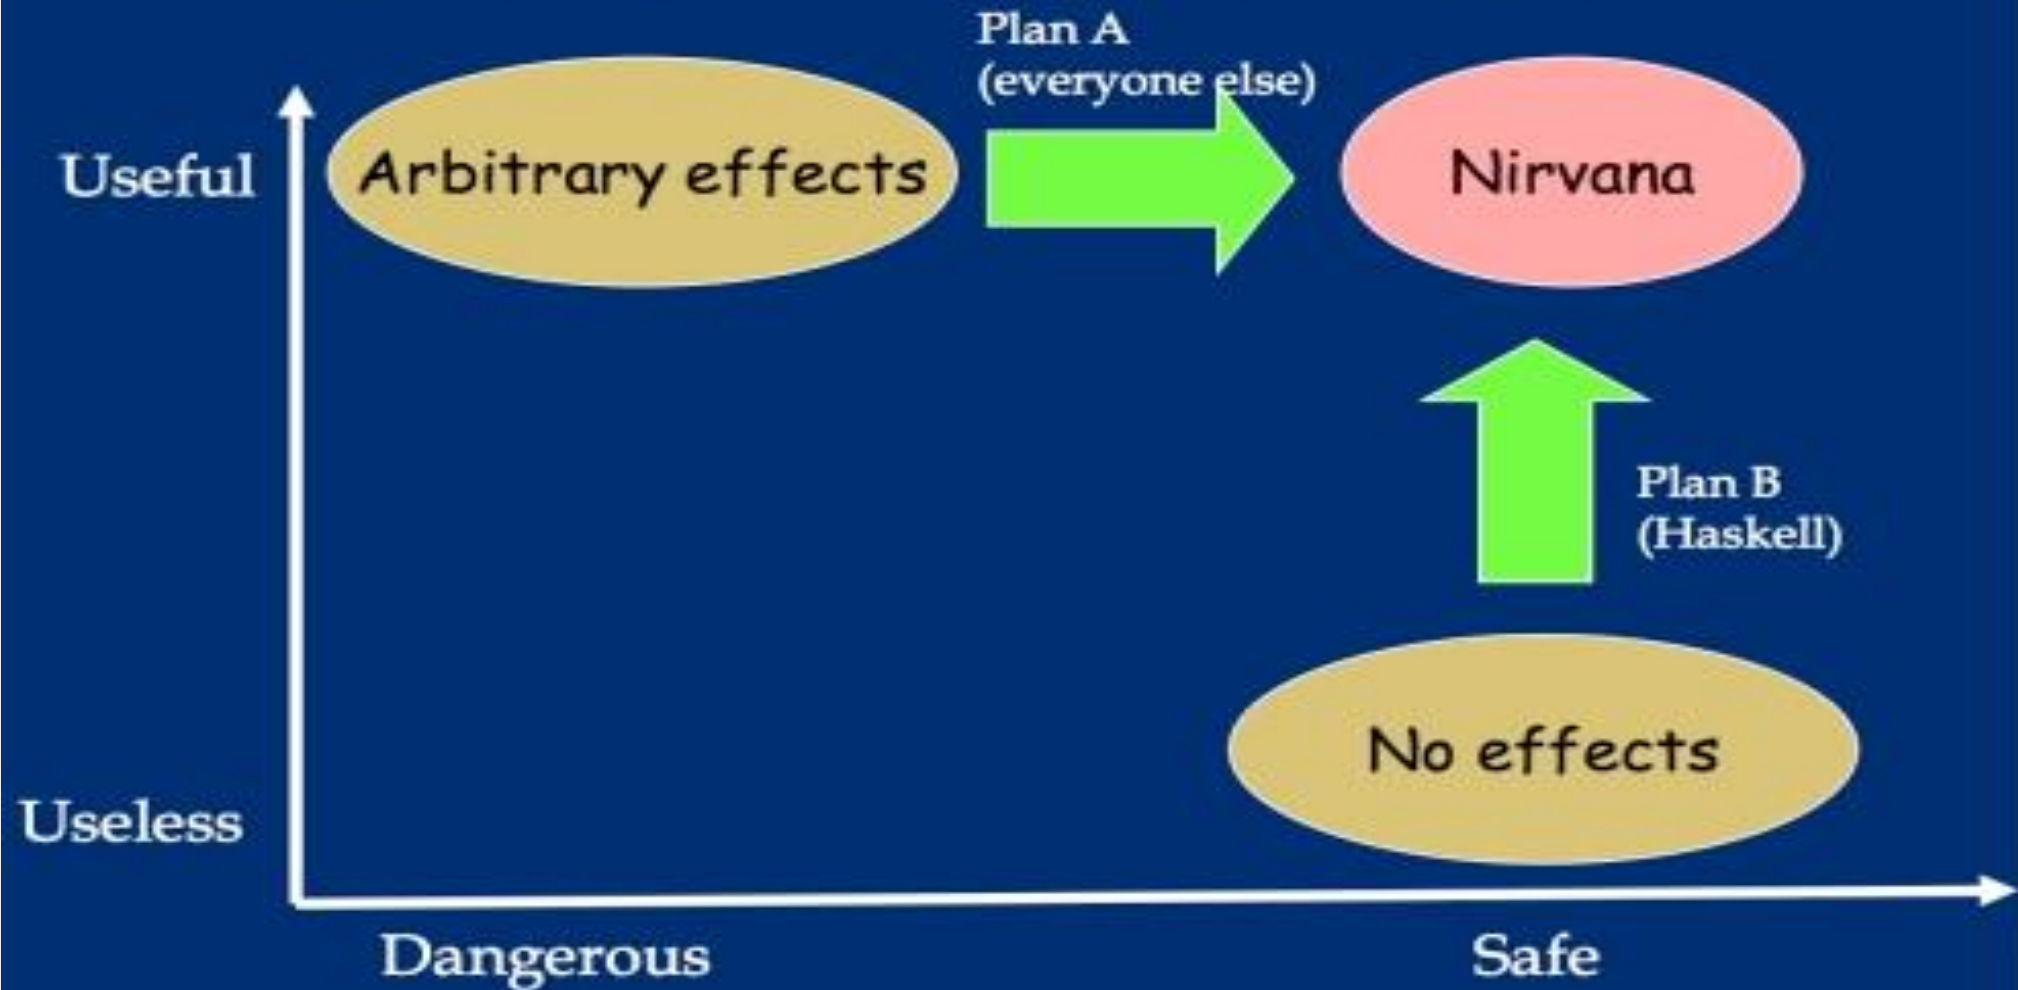 Plan A
(everyone else)
Useful
Arbitrary effects
Nirvana
Plan B
(Haskell)
No effects
Useless
Dangerous
Safe